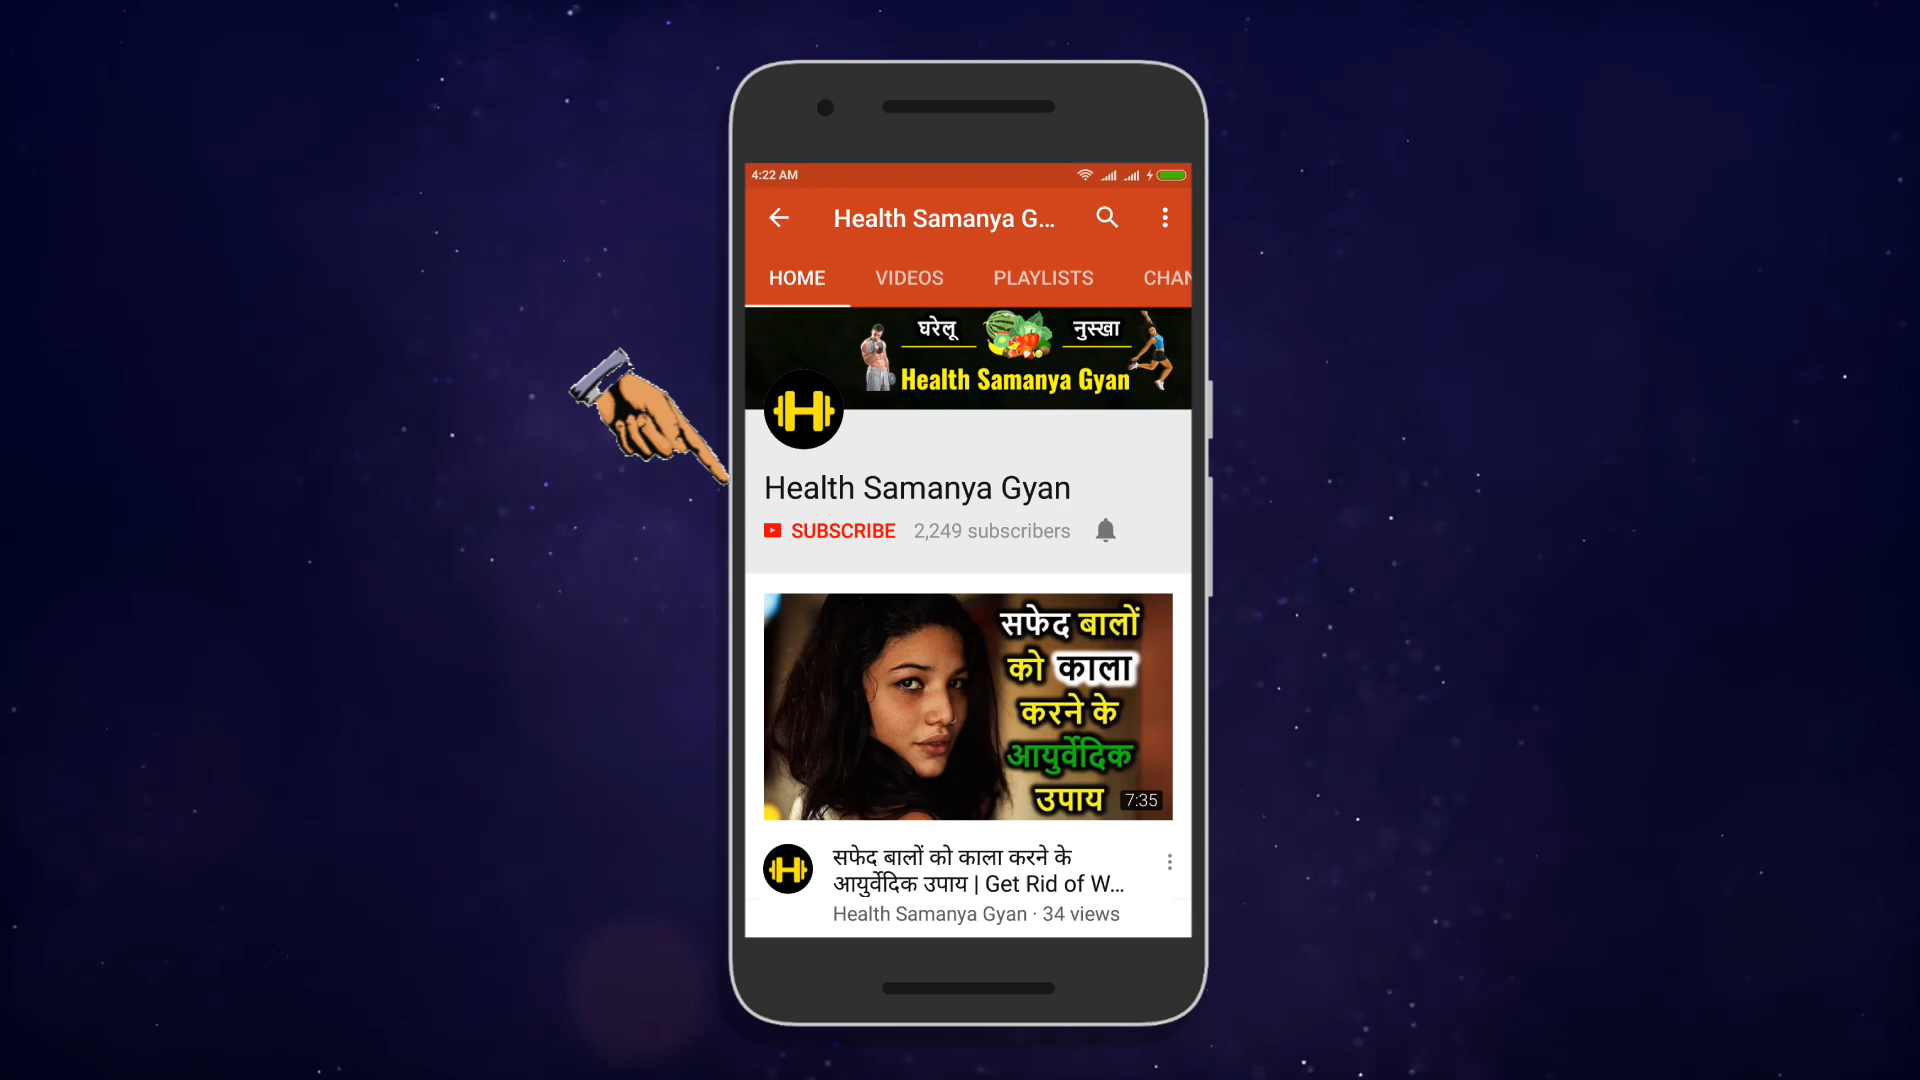 4:22 AM
Health Samanya G...
HOME VIDEOS PLAYLISTS CHAN
घरेलू नुस्खा
Health Samanya Gyan
H
Health Samanya Gyan
SUBSCRIBE 2,249 subscribers
सफेद बालों
को काला
करने के
आयुर्वेदिक
उपाय
7:35
H
सफेद बालों को काला करने के
आयुर्वेदिक उपाय | Get Rid of W...
Health Samanya Gyan · 34 views